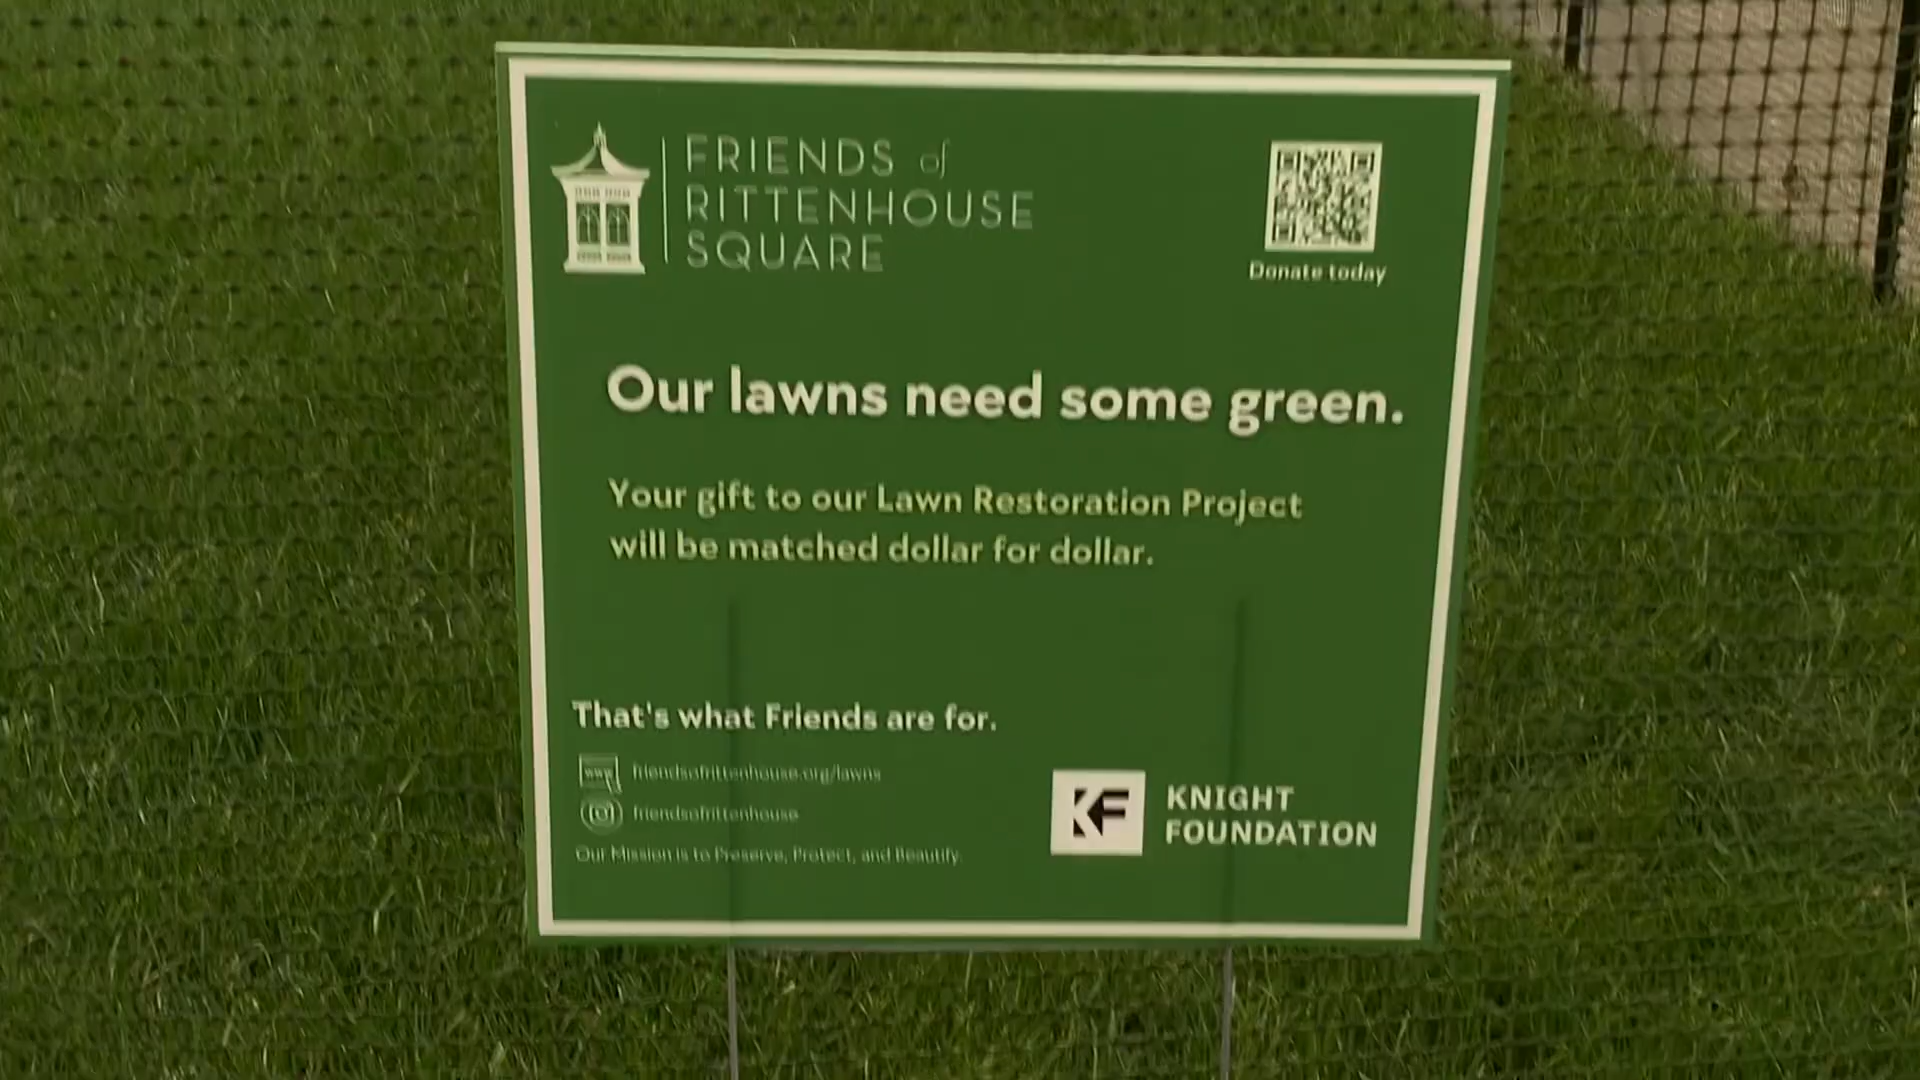 FRIENDS of
RITTENHOUSE
SQUARE
Donate today
Our lawns need some green.
Your gift to our Lawn Restoration Project
will be matched dollar for dollar.
That's what Friends are for.
www
friendsofrittenhouse.org/lawns
friendsofrittenhouse
Our Mission is to Preserve, Protect, and Beautify.
KF
KNIGHT
FOUNDATION